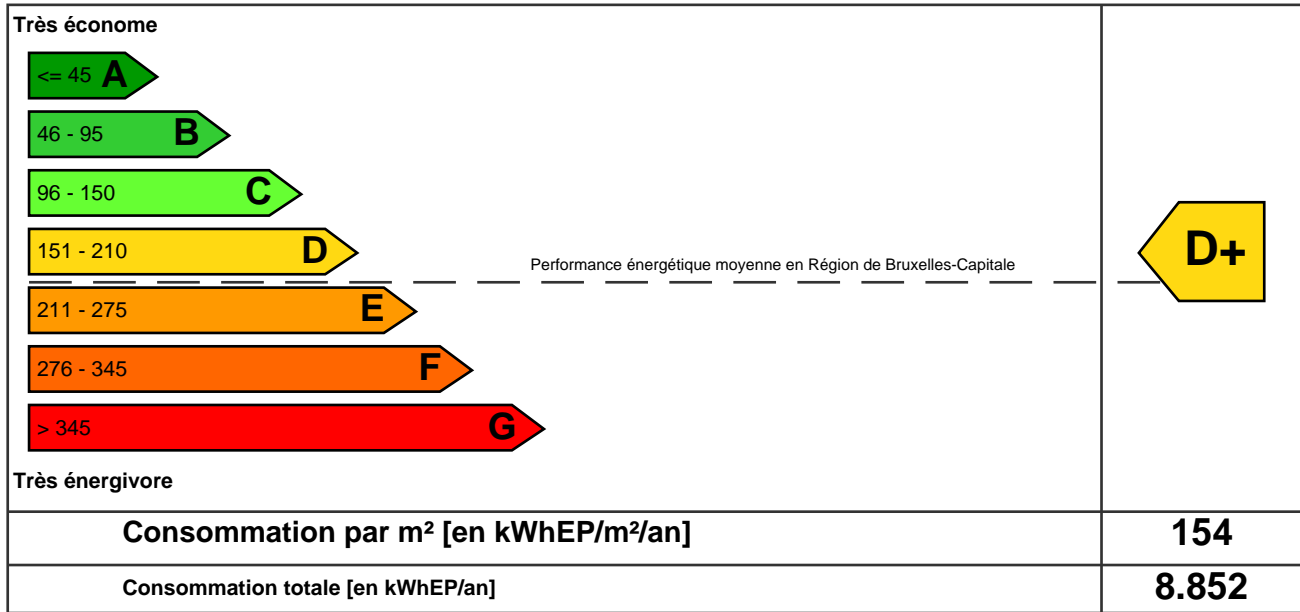 Très économe
<= 45 A
46 - 95 B
96 - 150 C
151 - 210 D
Performance énergétique moyenne en Région de Bruxelles-Capitale
D+
211 - 275 E
276 - 345 F
> 345 G
Très énergivore
Consommation par m² [en kWhEP/m²/an] 154
Consommation totale [en kWhEP/an] 8.852